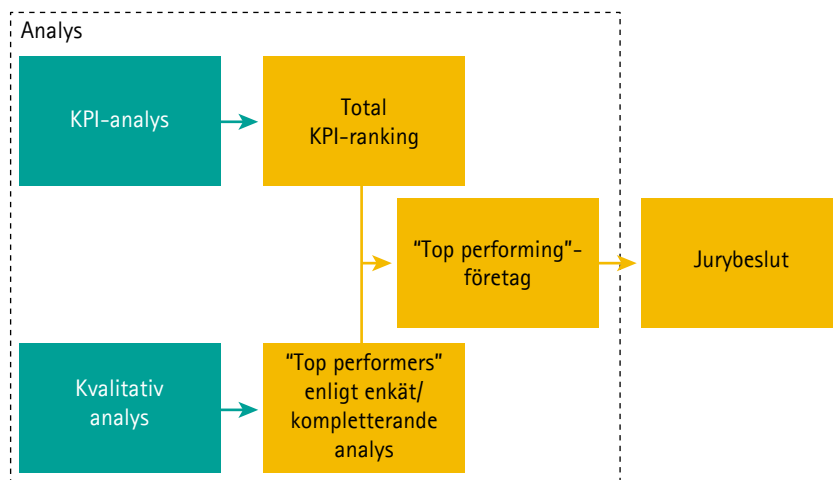 Analys
KPI-analys
Total
KPI-ranking
“Top performing”-
företag
Jurybeslut
Kvalitativ
analys
“Top performers”
enligt enkät/
kompletterande
analys